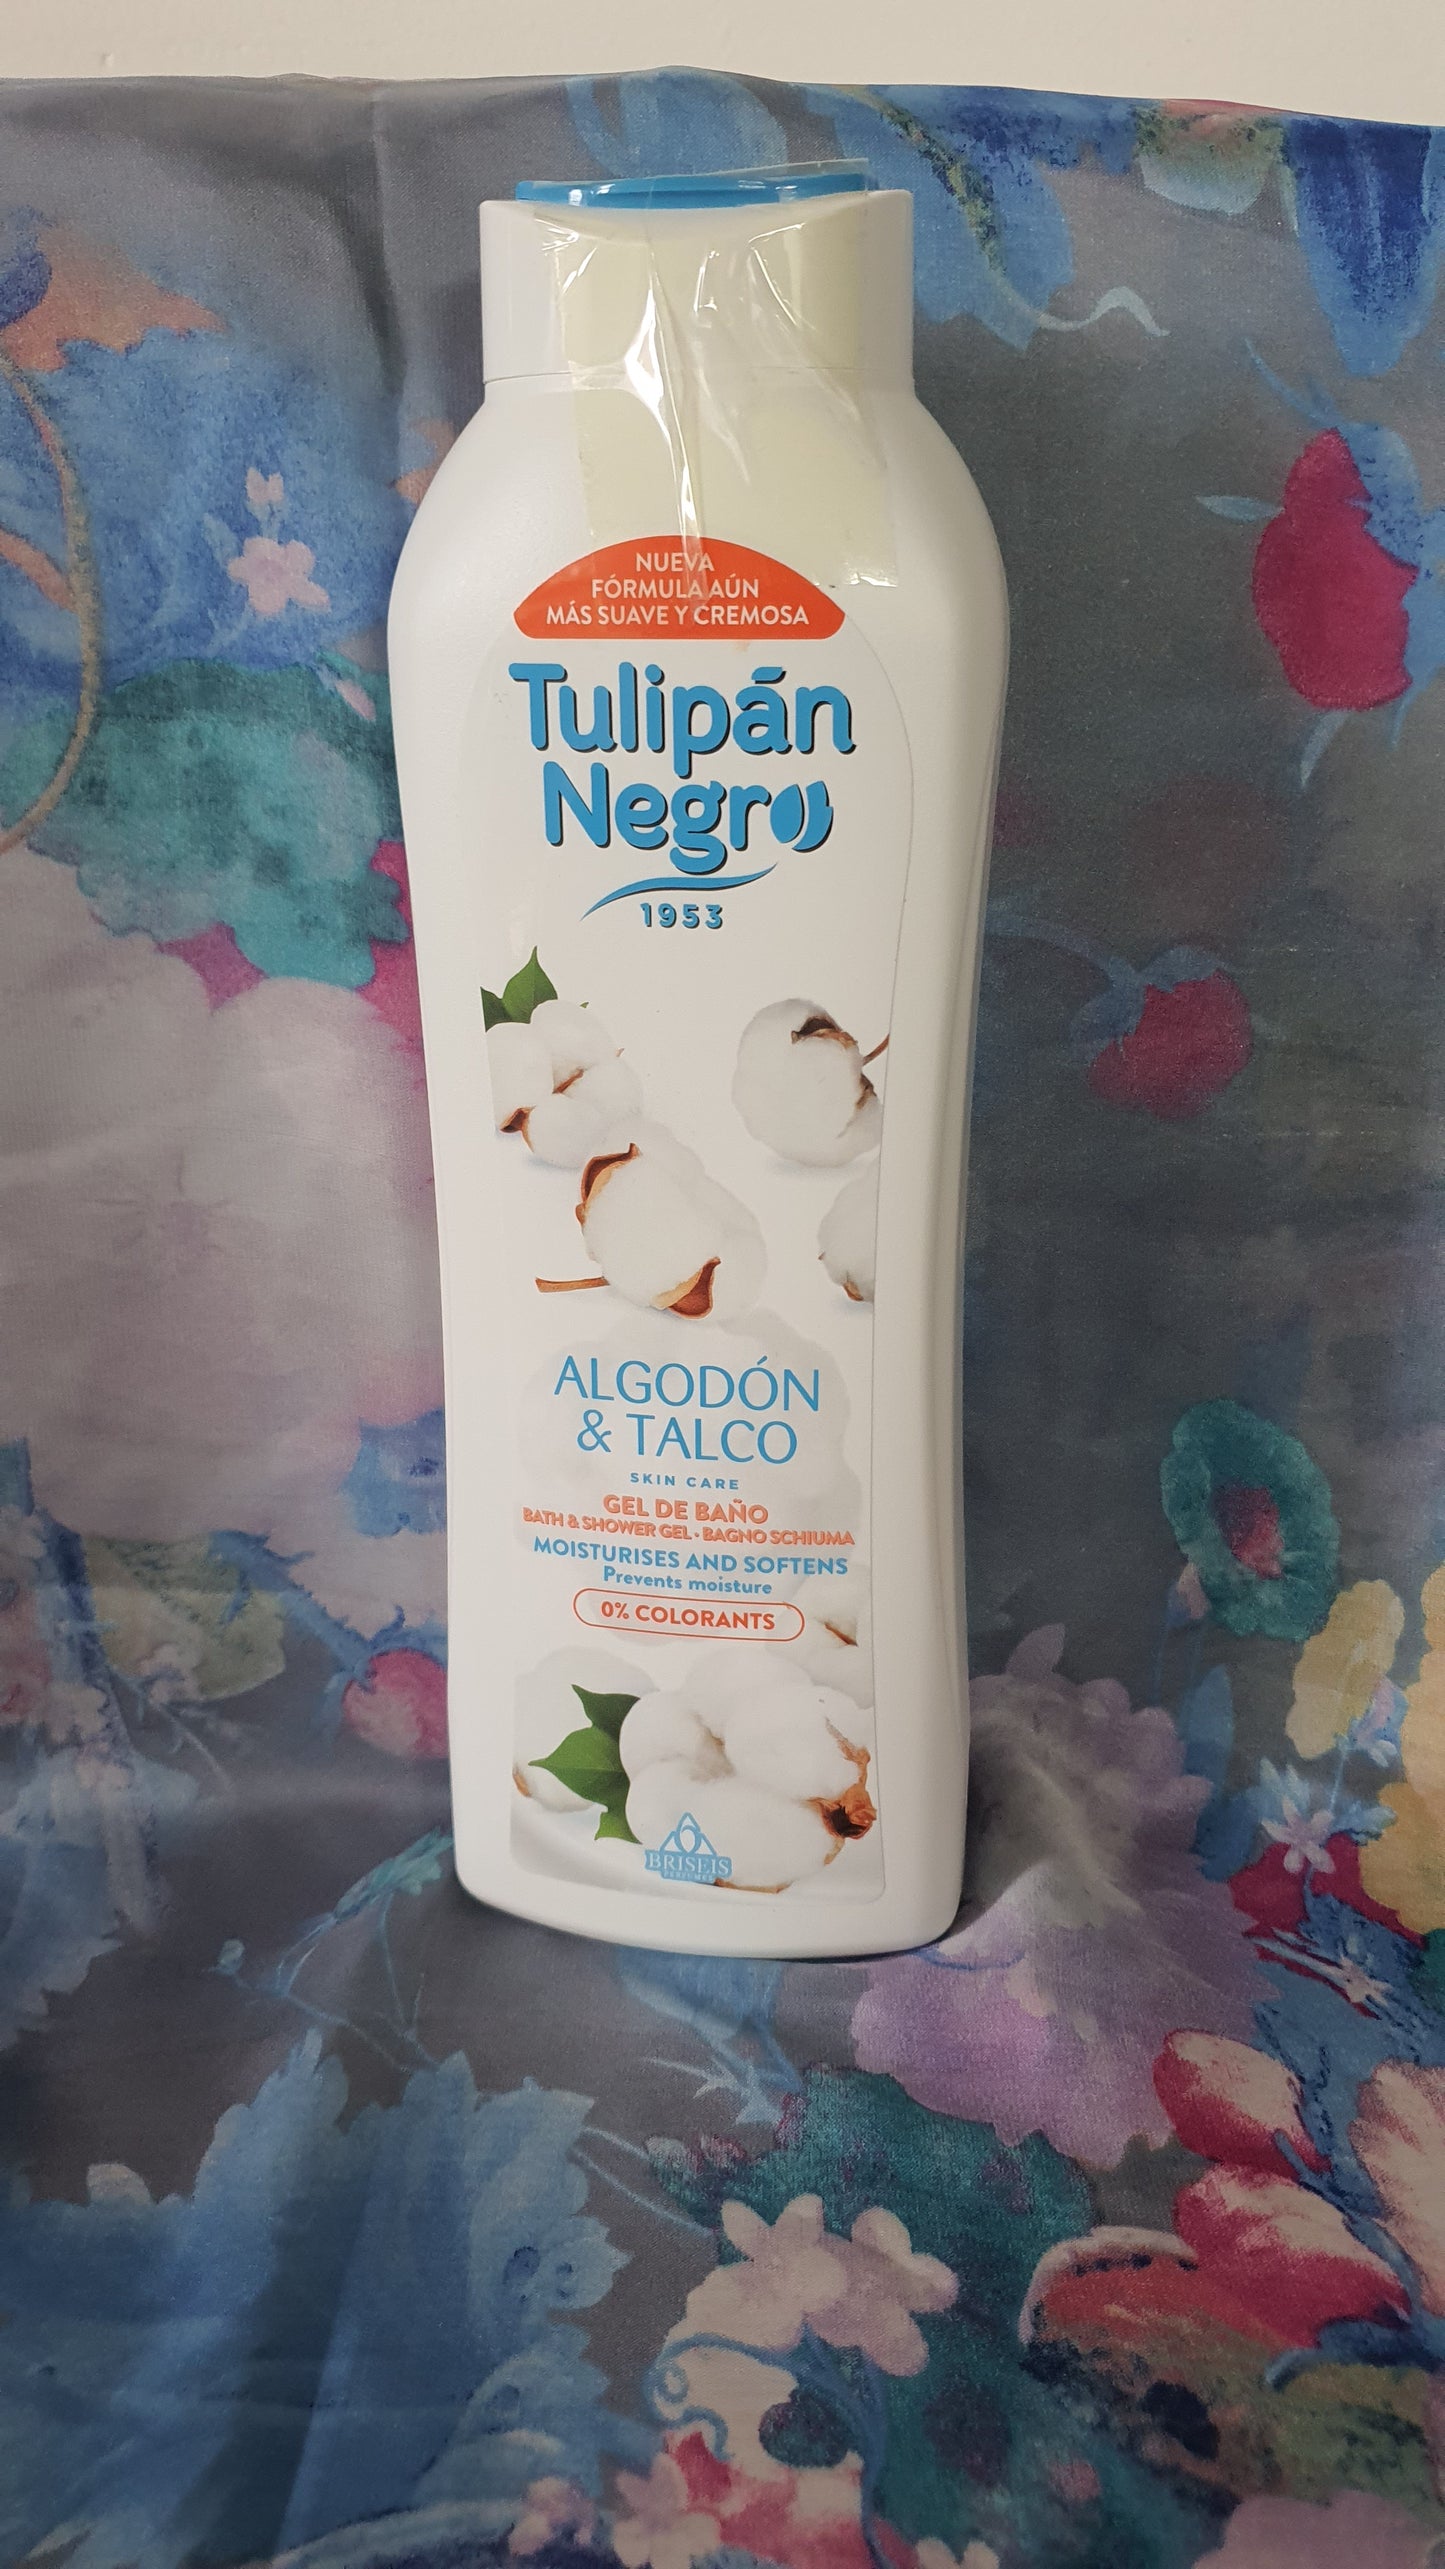 NUEVA
FÓRMULA AÚN
MÁS SUAVE Y CREMOSA
Tulipán
Negro
1953
ALGODÓN
& TALCO
SKIN CARE
GEL DE BAÑO
BATH & SHOWER GEL · BAGNO SCHIUMA
MOISTURISES AND SOFTENS
Prevents moisture
0% COLORANTS
BRISEIS
PERFUMES